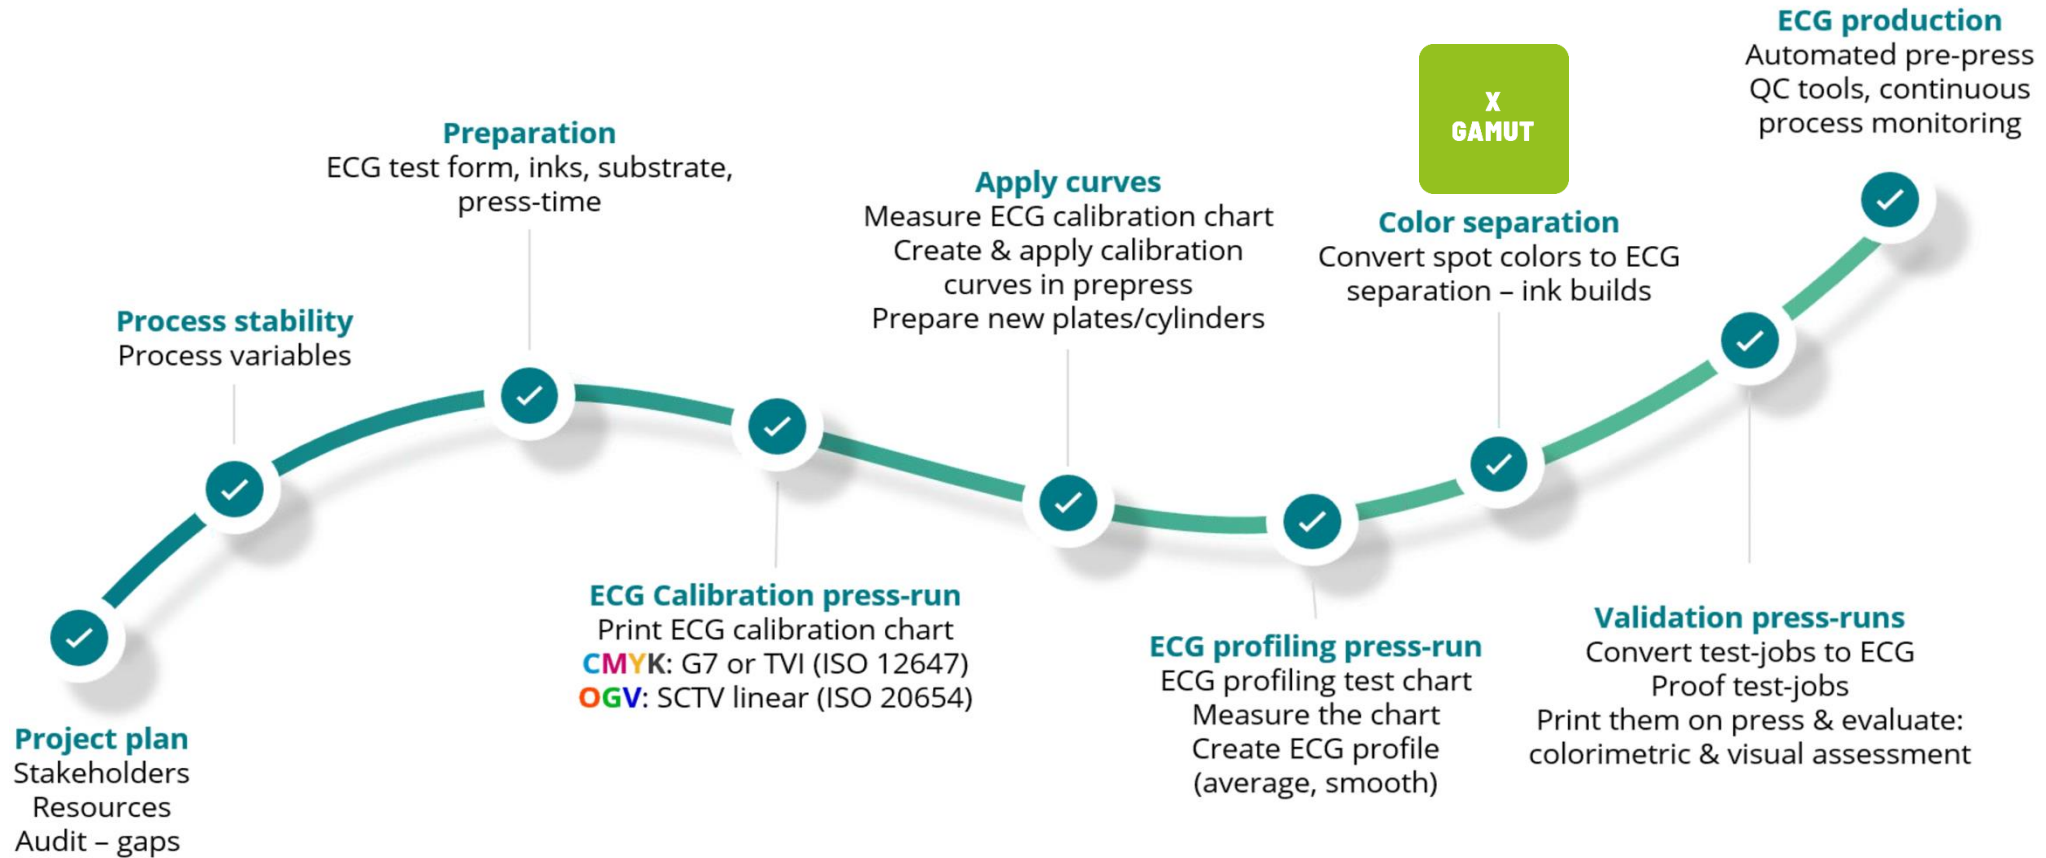 Project plan
Stakeholders
Resources
Audit – gaps
Process stability
Process variables
Preparation
ECG test form, inks, substrate,
press-time
ECG Calibration press-run
Print ECG calibration chart
CMYK: G7 or TVI (ISO 12647)
OGV: SCTV linear (ISO 20654)
Apply curves
Measure ECG calibration chart
Create & apply calibration
curves in prepress
Prepare new plates/cylinders
ECG profiling press-run
ECG profiling test chart
Measure the chart
Create ECG profile
(average, smooth)
X
GAMUT
Color separation
Convert spot colors to ECG
separation – ink builds
Validation press-runs
Convert test-jobs to ECG
Proof test-jobs
Print them on press & evaluate:
colorimetric & visual assessment
ECG production
Automated pre-press
QC tools, continuous
process monitoring